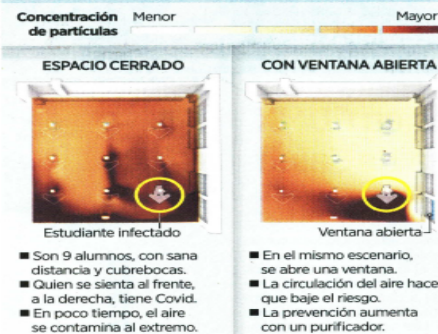 Concentración de partículas Menor Mayor
ESPACIO CERRADO
Estudiante infectado
■ Son 9 alumnos, con sana
distancia y cubrebocas.
■ Quien se sienta al frente,
a la derecha, tiene Covid.
■ En poco tiempo, el aire
se contamina al extremo.
CON VENTANA ABIERTA
Ventana abierta
■ En el mismo escenario,
se abre una ventana.
■ La circulación del aire hace
que baje el riesgo.
■ La prevención aumenta
con un purificador.